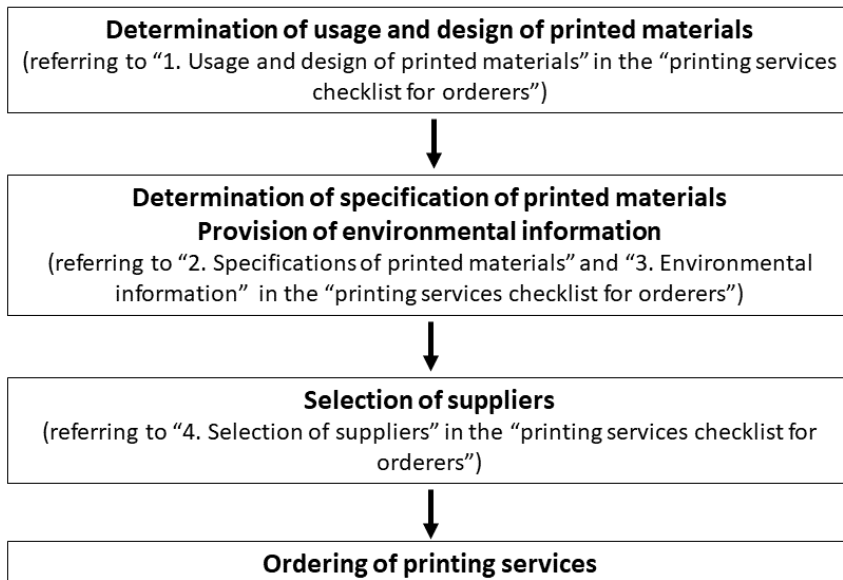 Determination of usage and design of printed materials
(referring to “1. Usage and design of printed materials” in the “printing services
checklist for orderers”)
Determination of specification of printed materials
Provision of environmental information
(referring to “2. Specifications of printed materials” and “3. Environmental
information” in the “printing services checklist for orderers”)
Selection of suppliers
(referring to “4. Selection of suppliers” in the “printing services checklist for
orderers”)
Ordering of printing services